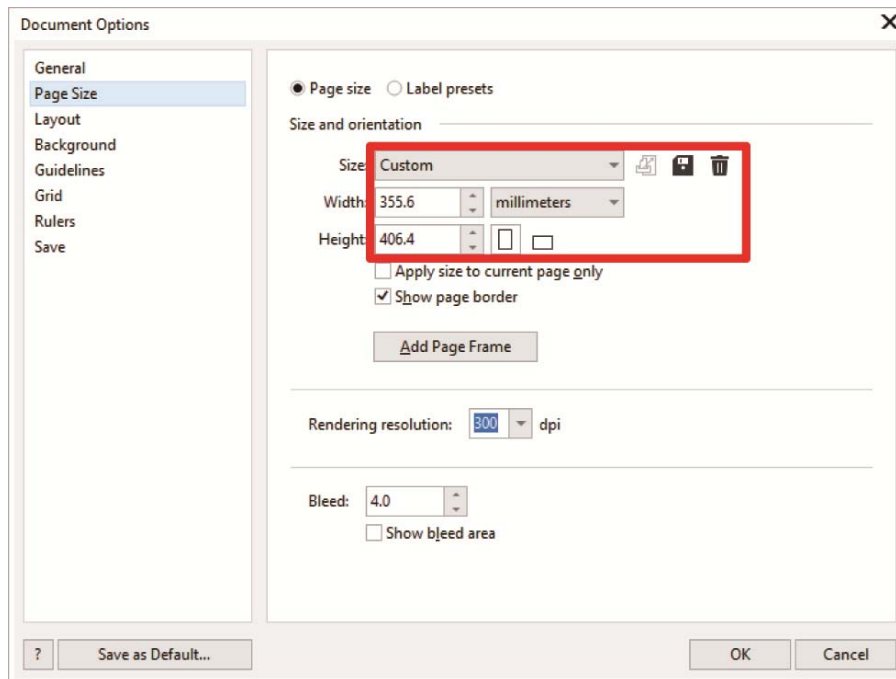 Document Options
General
Page Size
Layout
Background
Guidelines
Grid
Rulers
Save
Page size Label presets
Size and orientation
Size: Custom
Width: 355.6 millimeters
Height: 406.4
Apply size to current page only
Show page border
Add Page Frame
Rendering resolution: 300 dpi
Bleed: 4.0
Show bleed area
? Save as Default... OK Cancel